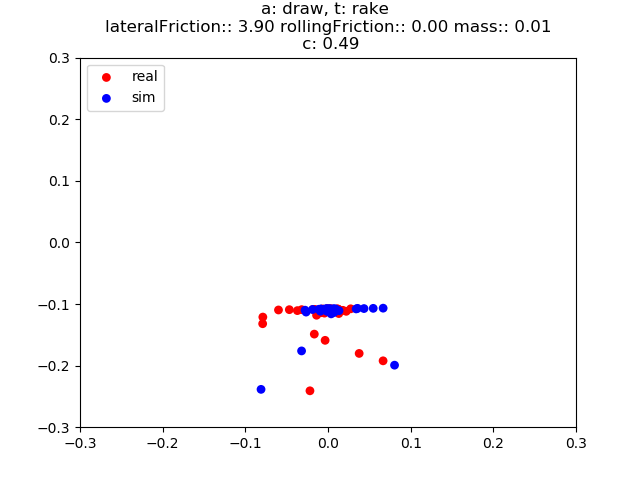 a: draw, t: rake
lateralFriction:: 3.90 rollingFriction:: 0.00 mass:: 0.01
c: 0.49
real
sim
0.3
0.2
0.1
0.0
−0.1
−0.2
−0.3
−0.3 −0.2 −0.1 0.0 0.1 0.2 0.3